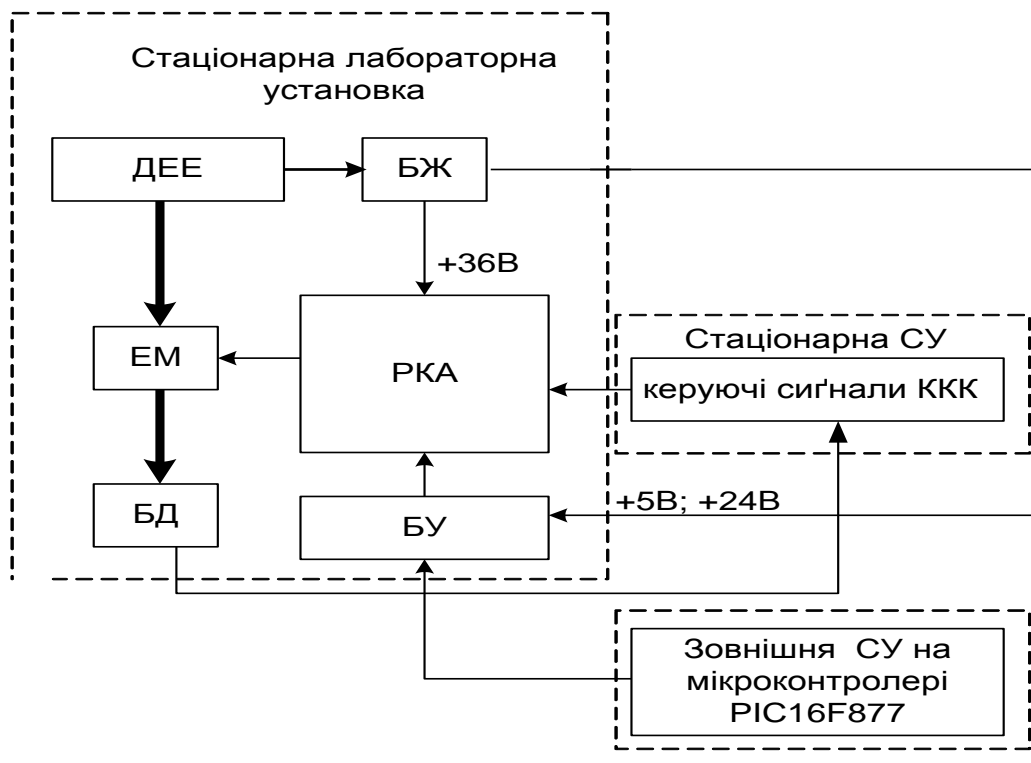 Стаціонарна лабораторна
установка
ДЕЕ
БЖ
+36В
ЕМ
РКА
Стаціонарна СУ
керуючі сиґнали ККК
БД
БУ
+5В; +24В
Зовнішня СУ на
мікроконтролері
PIC16F877